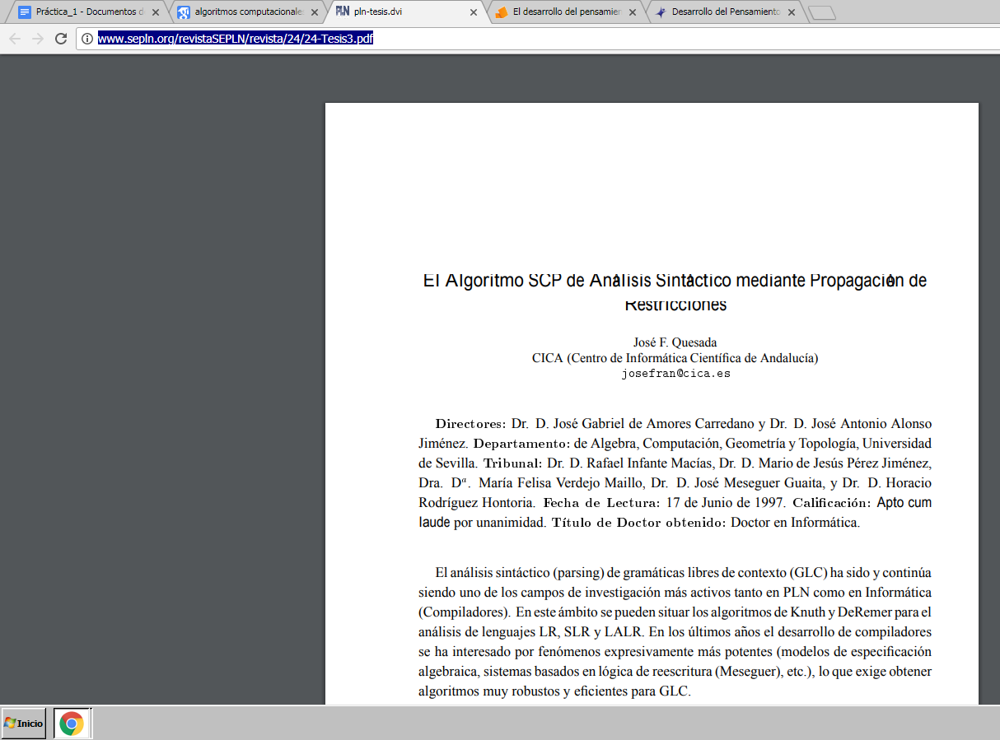 Práctica_1 - Documentos d
algoritmos computacionale
pln-tesis.dvi
El desarrollo del pensamier
Desarrollo del Pensamiento
www.sepln.org/revistaSEPLN/revista/24/24-Tesis3.pdf
El Algoritmo SCP de Análisis Sintáctico mediante Propagación de
Restricciones
José F. Quesada
CICA (Centro de Informática Científica de Andalucía)
josefran@cica.es
Directores: Dr. D. José Gabriel de Amores Carredano y Dr. D. José Antonio Alonso
Jiménez. Departamento: de Algebra, Computación, Geometría y Topología, Universidad
de Sevilla. Tribunal: Dr. D. Rafael Infante Macías, Dr. D. Mario de Jesús Pérez Jiménez,
Dra. Dª. María Felisa Verdejo Maillo, Dr. D. José Meseguer Guaita, y Dr. D. Horacio
Rodríguez Hontoria. Fecha de Lectura: 17 de Junio de 1997. Calificación: Apto cum
laude por unanimidad. Título de Doctor obtenido: Doctor en Informática.
El análisis sintáctico (parsing) de gramáticas libres de contexto (GLC) ha sido y continúa
siendo uno de los campos de investigación más activos tanto en PLN como en Informática
(Compiladores). En este ámbito se pueden situar los algoritmos de Knuth y DeRemer para el
análisis de lenguajes LR, SLR y LALR. En los últimos años el desarrollo de compiladores
se ha interesado por fenómenos expresivamente más potentes (modelos de especificación
algebraica, sistemas basados en lógica de reescritura (Meseguer), etc.), lo que exige obtener
algoritmos muy robustos y eficientes para GLC.
Inicio